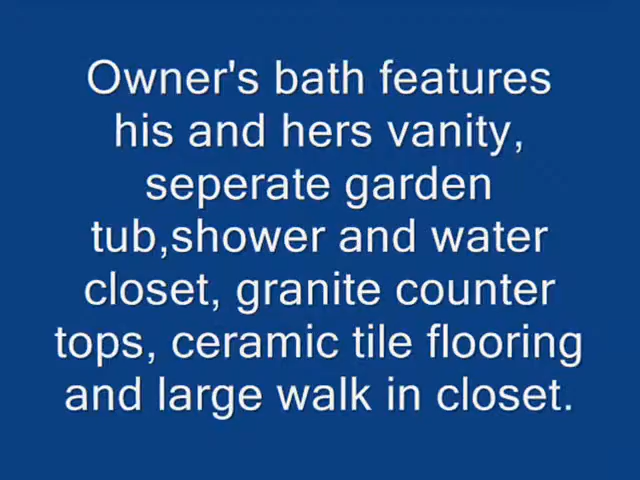 Owner's bath features
his and hers vanity,
seperate garden
tub,shower and water
closet, granite counter
tops, ceramic tile flooring
and large walk in closet.